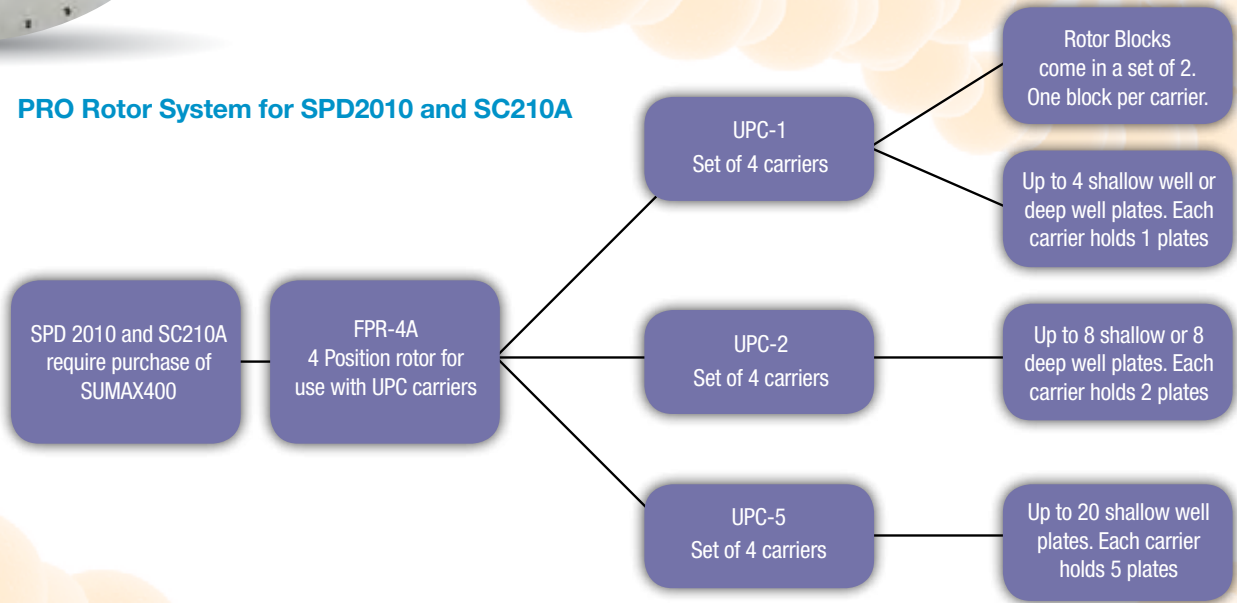 PRO Rotor System for SPD2010 and SC210A
SPD 2010 and SC210A
require purchase of
SUMAX400
FPR-4A
4 Position rotor for
use with UPC carriers
UPC-1
Set of 4 carriers
Rotor Blocks
come in a set of 2.
One block per carrier.
Up to 4 shallow well or
deep well plates. Each
carrier holds 1 plates
UPC-2
Set of 4 carriers
Up to 8 shallow or 8
deep well plates. Each
carrier holds 2 plates
UPC-5
Set of 4 carriers
Up to 20 shallow well
plates. Each carrier
holds 5 plates